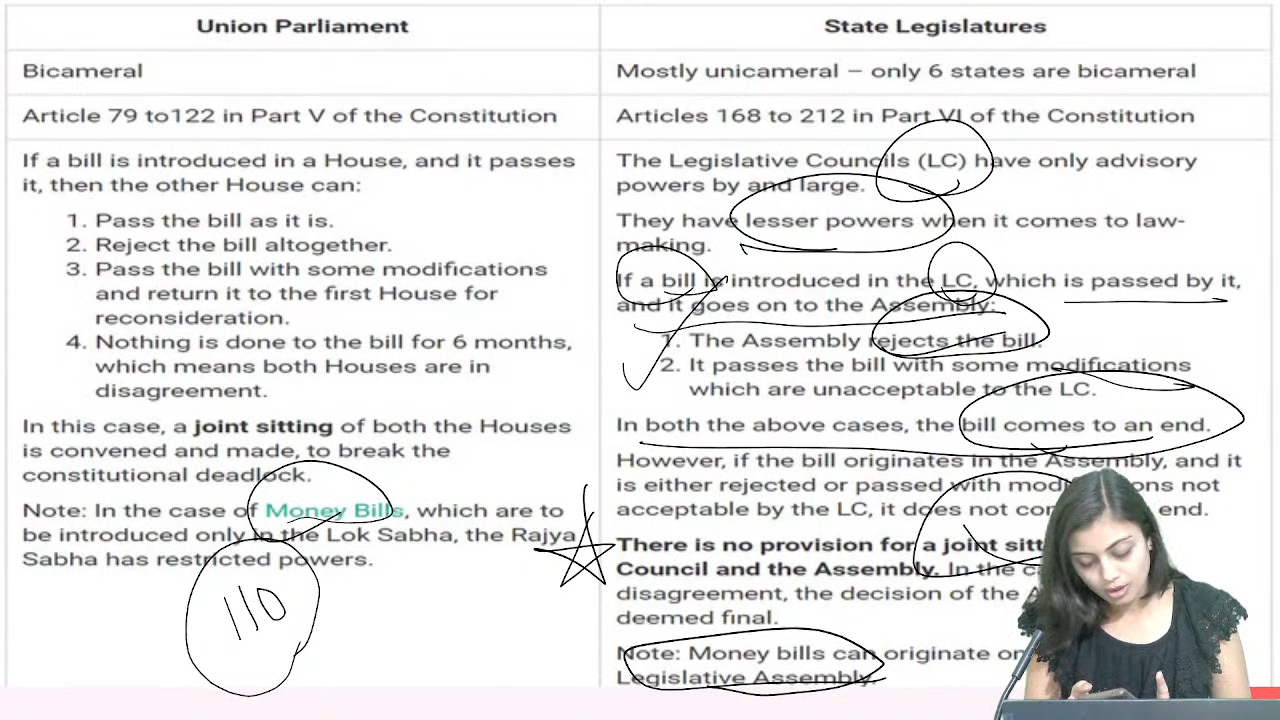 Union Parliament
State Legislatures
Bicameral
Mostly unicameral – only 6 states are bicameral
Article 79 to122 in Part V of the Constitution
Articles 168 to 212 in Part VI of the Constitution
If a bill is introduced in a House, and it passes
it, then the other House can:
1. Pass the bill as it is.
2. Reject the bill altogether.
3. Pass the bill with some modifications
and return it to the first House for
reconsideration.
4. Nothing is done to the bill for 6 months,
which means both Houses are in
disagreement.
In this case, a joint sitting of both the Houses
is convened and made, to break the
constitutional deadlock.
Note: In the case of Money Bills, which are to
be introduced only in the Lok Sabha, the Rajya
Sabha has restricted powers.
110
The Legislative Councils (LC) have only advisory
powers by and large.
They have lesser powers when it comes to law-
making.
If a bill is introduced in the LC, which is passed by it,
and it goes on to the Assembly:
1. The Assembly rejects the bill.
2. It passes the bill with some modifications
which are unacceptable to the LC.
In both the above cases, the bill comes to an end.
However, if the bill originates in the Assembly, and it
is either rejected or passed with not
acceptable by the LC, it does not end.
There is no provision for a joint
Council and the Assembly. In the
disagreement, the decision of the
deemed final.
Note: Money bills can originate
Legislative Assembly.